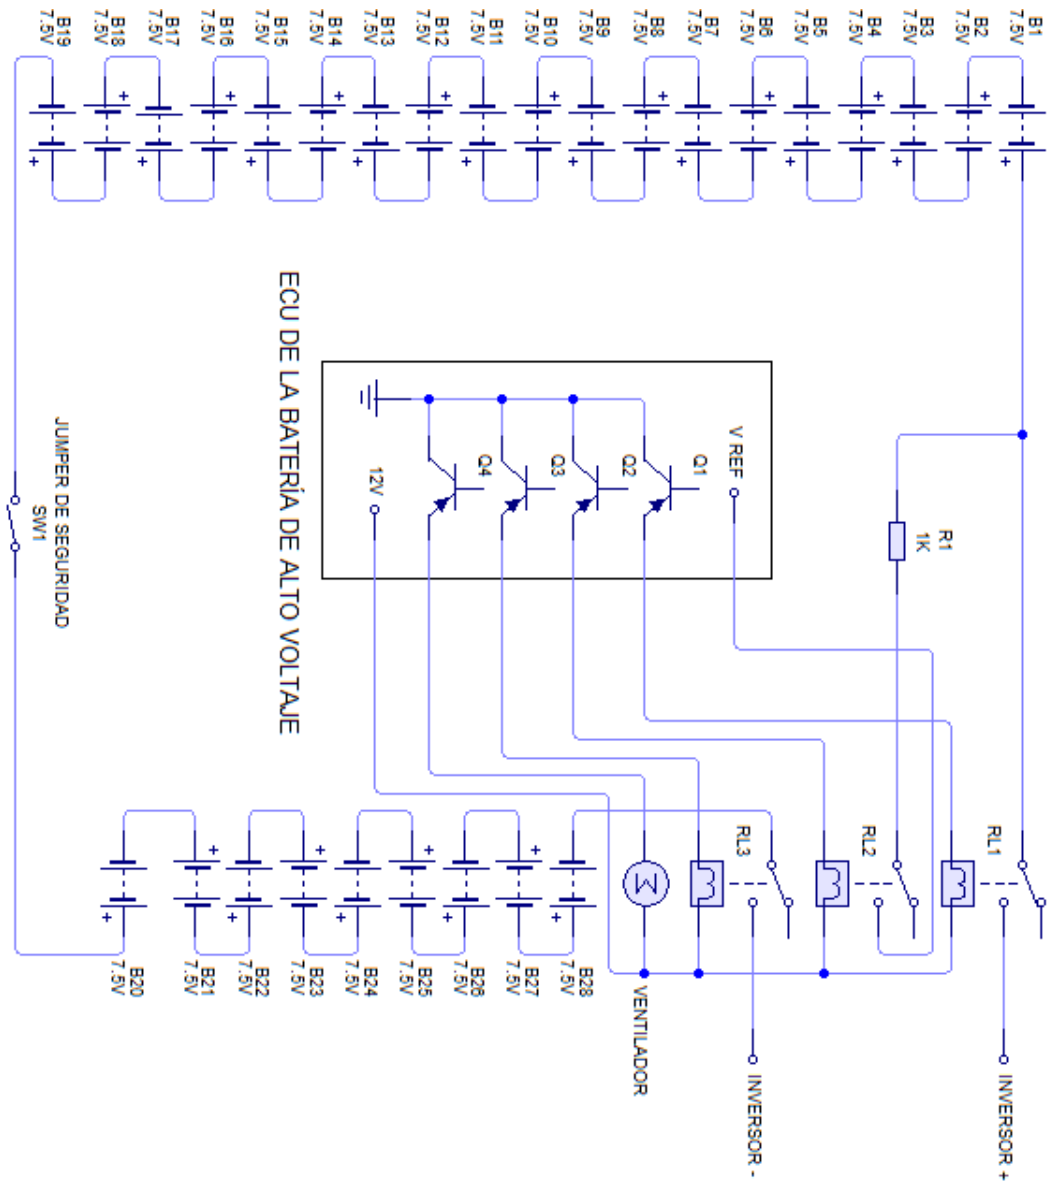 B1
7.5V
B2
7.5V
B3
7.5V
B4
7.5V
B5
7.5V
B6
7.5V
B7
7.5V
B8
7.5V
B9
7.5V
B10
7.5V
B11
7.5V
B12
7.5V
B13
7.5V
B14
7.5V
B15
7.5V
B16
7.5V
B17
7.5V
B18
7.5V
B19
7.5V
R1
1K
V REF
Q1
Q2
Q3
Q4
12V
ECU DE LA BATERÍA DE ALTO VOLTAJE
JUMPER DE SEGURIDAD
SW1
RL1
RL2
RL3
INVERSOR +
INVERSOR -
VENTILADOR
B28
7.5V
B27
7.5V
B26
7.5V
B25
7.5V
B24
7.5V
B23
7.5V
B22
7.5V
B21
7.5V
B20
7.5V